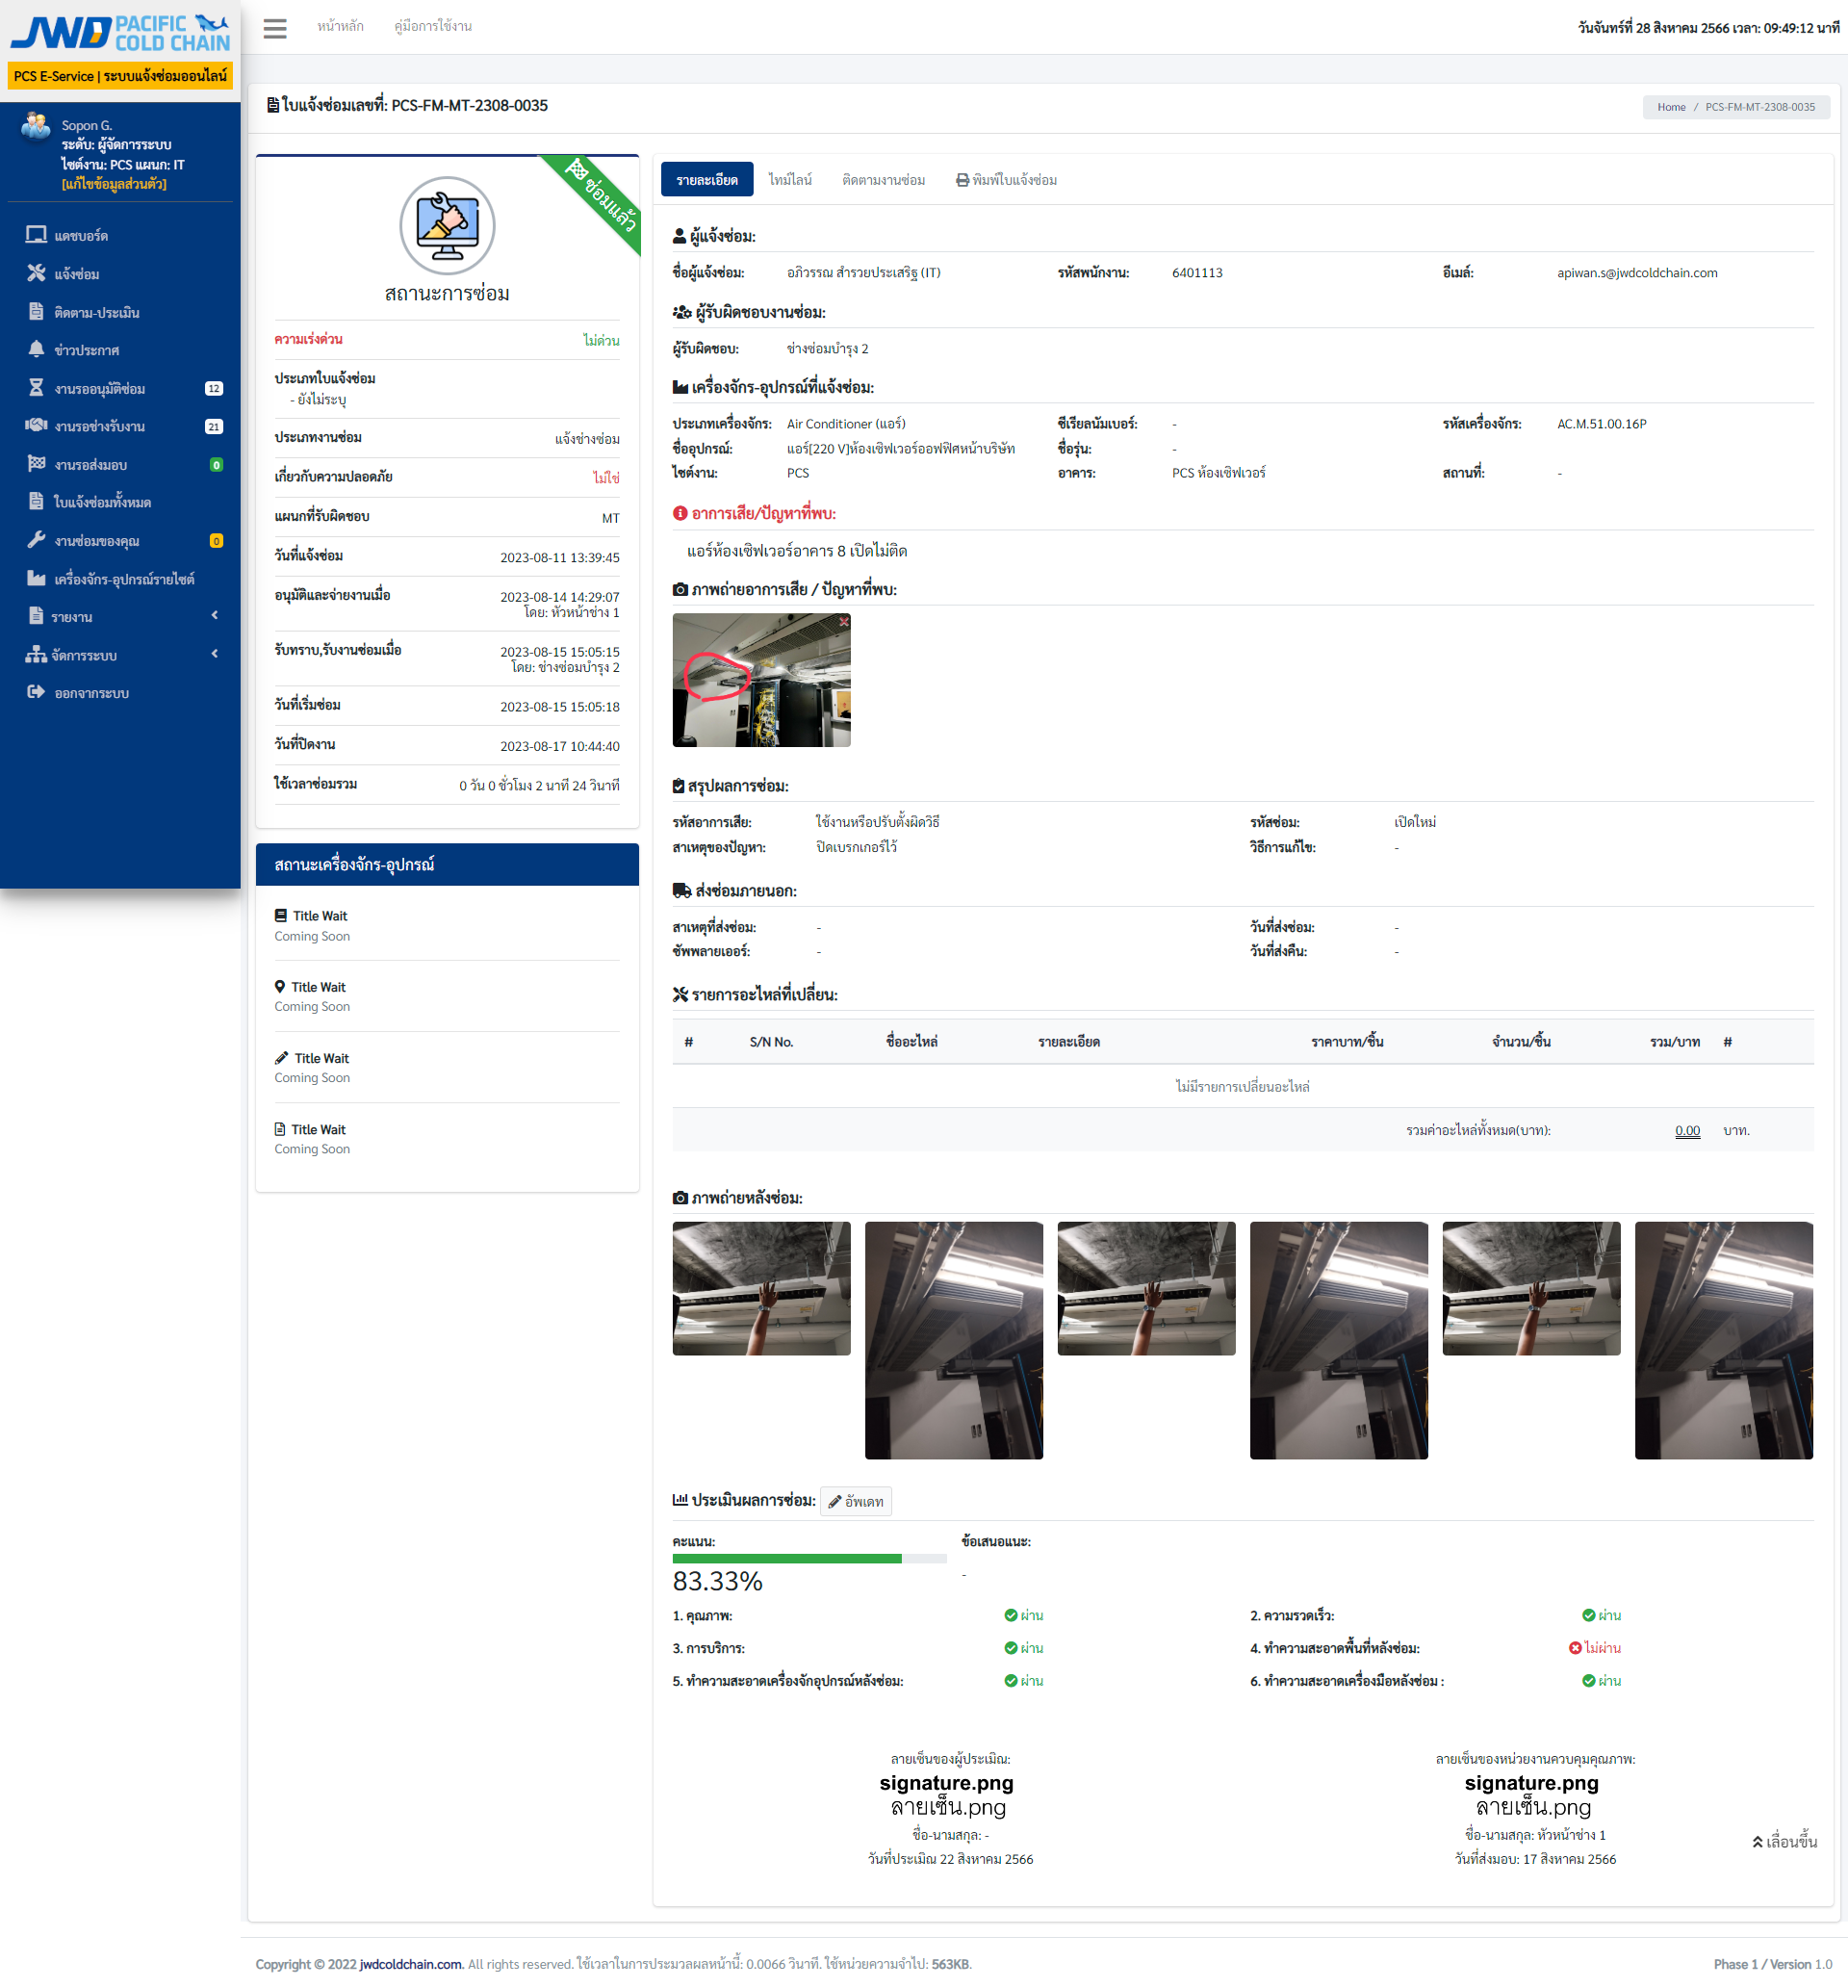 JWD PACIFIC COLD CHAIN
PCS E-Service | ระบบแจ้งซ่อมออนไลน์
Sopon G.
ระดับ: ผู้จัดการระบบ
ไซต์งาน: PCS แผนก: IT
[แก้ไขข้อมูลส่วนตัว]
แดชบอร์ด
แจ้งซ่อม
ติดตาม-ประเมิน
ข่าวประกาศ
งานรออนุมัติซ่อม 12
งานรอช่างรับงาน 21
งานรอส่งมอบ 0
ใบแจ้งซ่อมทั้งหมด
งานซ่อมของคุณ 0
เครื่องจักร-อุปกรณ์รายไซต์
รายงาน
จัดการระบบ
ออกจากระบบ
หน้าหลัก คู่มือการใช้งาน
วันจันทร์ที่ 28 สิงหาคม 2566 เวลา: 09:49:12 นาที
ใบแจ้งซ่อมเลขที่: PCS-FM-MT-2308-0035
Home / PCS-FM-MT-2308-0035
ซ่อมแล้ว
สถานะการซ่อม
ความเร่งด่วน ไม่ด่วน
ประเภทใบแจ้งซ่อม
- ยังไม่ระบุ
ประเภทงานซ่อม แจ้งช่างซ่อม
เกี่ยวกับความปลอดภัย ไม่ใช่
แผนกที่รับผิดชอบ MT
วันที่แจ้งซ่อม 2023-08-11 13:39:45
อนุมัติและจ่ายงานเมื่อ 2023-08-14 14:29:07
โดย: หัวหน้าช่าง 1
รับทราบ,รับงานซ่อมเมื่อ 2023-08-15 15:05:15
โดย: ช่างซ่อมบำรุง 2
วันที่เริ่มซ่อม 2023-08-15 15:05:18
วันที่ปิดงาน 2023-08-17 10:44:40
ใช้เวลาซ่อมรวม 0 วัน 0 ชั่วโมง 2 นาที 24 วินาที
สถานะเครื่องจักร-อุปกรณ์
Title Wait
Coming Soon
Title Wait
Coming Soon
Title Wait
Coming Soon
Title Wait
Coming Soon
รายละเอียด ไทม์ไลน์ ติดตามงานซ่อม พิมพ์ใบแจ้งซ่อม
ผู้แจ้งซ่อม:
ชื่อผู้แจ้งซ่อม: อภิวรรณ สำรวยประเสริฐ (IT) รหัสพนักงาน: 6401113 อีเมล์: apiwan.s@jwdcoldchain.com
ผู้รับผิดชอบงานซ่อม:
ผู้รับผิดชอบ: ช่างซ่อมบำรุง 2
เครื่องจักร-อุปกรณ์ที่แจ้งซ่อม:
ประเภทเครื่องจักร: Air Conditioner (แอร์) ซีเรียลนัมเบอร์: - รหัสเครื่องจักร: AC.M.51.00.16P
ชื่ออุปกรณ์: แอร์[220 V]ห้องเซิฟเวอร์ออฟฟิศหน้าบริษัท ชื่อรุ่น: -
ไซต์งาน: PCS อาคาร: PCS ห้องเซิฟเวอร์ สถานที่: -
อาการเสีย/ปัญหาที่พบ:
แอร์ห้องเซิฟเวอร์อาคาร 8 เปิดไม่ติด
ภาพถ่ายอาการเสีย / ปัญหาที่พบ:
สรุปผลการซ่อม:
รหัสอาการเสีย: ใช้งานหรือปรับตั้งผิดวิธี รหัสซ่อม: เปิดใหม่
สาเหตุของปัญหา: ปิดเบรกเกอร์ไว้ วิธีการแก้ไข: -
ส่งซ่อมภายนอก:
สาเหตุที่ส่งซ่อม: - วันที่ส่งซ่อม: -
ซัพพลายเออร์: - วันที่ส่งคืน: -
รายการอะไหล่ที่เปลี่ยน:
# S/N No. ชื่ออะไหล่ รายละเอียด ราคาบาท/ชิ้น จำนวน/ชิ้น รวม/บาท #
ไม่มีรายการเปลี่ยนอะไหล่
รวมค่าอะไหล่ทั้งหมด(บาท): 0.00 บาท.
ภาพถ่ายหลังซ่อม:
ประเมินผลการซ่อม: อัพเดท
คะแนน: ข้อเสนอแนะ:
83.33% -
1. คุณภาพ: ผ่าน 2. ความรวดเร็ว: ผ่าน
3. การบริการ: ผ่าน 4. ทำความสะอาดพื้นที่หลังซ่อม: ไม่ผ่าน
5. ทำความสะอาดเครื่องจักอุปกรณ์หลังซ่อม: ผ่าน 6. ทำความสะอาดเครื่องมือหลังซ่อม : ผ่าน
ลายเซ็นของผู้ประเมิณ: ลายเซ็นของหน่วยงานควบคุมคุณภาพ:
signature.png signature.png
ลายเซ็น.png ลายเซ็น.png
ชื่อ-นามสกุล: - ชื่อ-นามสกุล: หัวหน้าช่าง 1
วันที่ประเมิณ 22 สิงหาคม 2566 วันที่ส่งมอบ: 17 สิงหาคม 2566
เลื่อนขึ้น
Copyright © 2022 jwdcoldchain.com. All rights reserved. ใช้เวลาในการประมวลผลหน้านี้: 0.0066 วินาที. ใช้หน่วยความจำไป: 563KB.
Phase 1 / Version 1.0